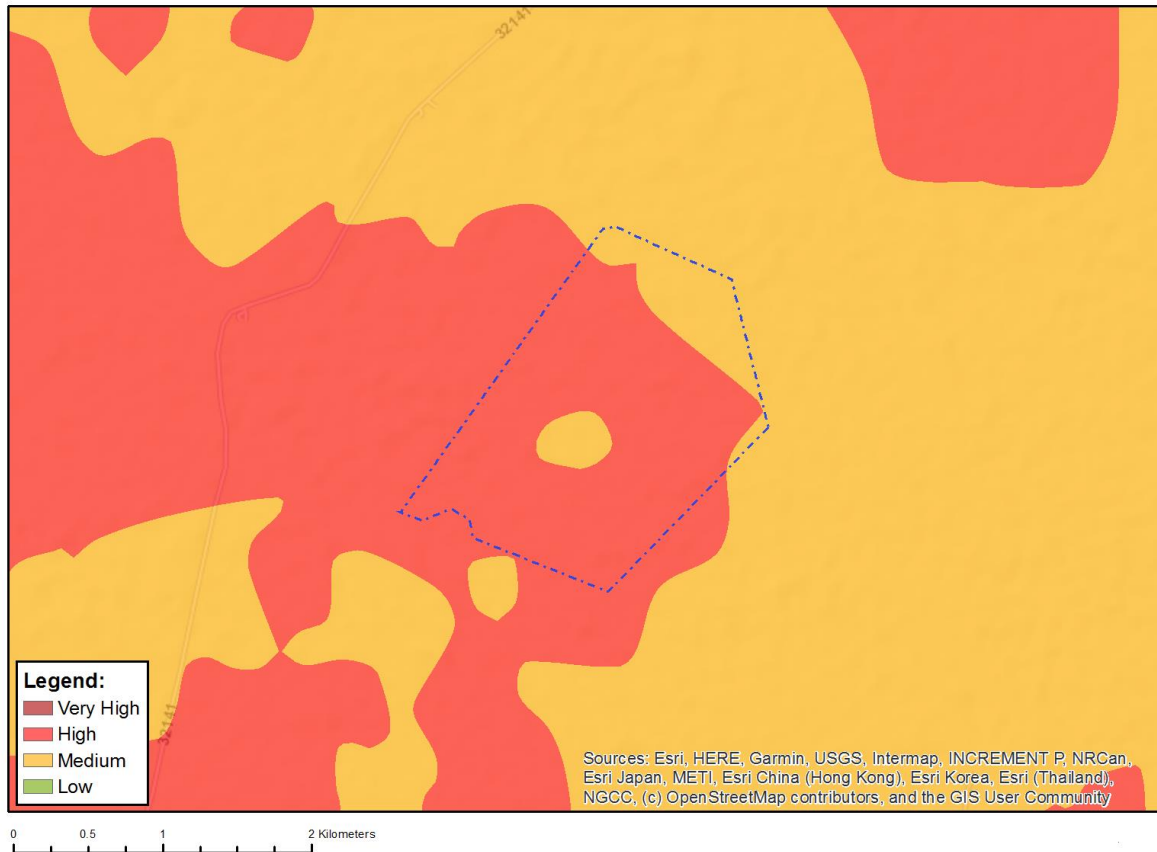 32141
Legend:
Very High
High
Medium
Low
32141
Sources: Esri, HERE, Garmin, USGS, Intermap, INCREMENT P, NRCan,
Esri Japan, METI, Esri China (Hong Kong), Esri Korea, Esri (Thailand),
NGCC, (c) OpenStreetMap contributors, and the GIS User Community
0 0.5 1 2 Kilometers